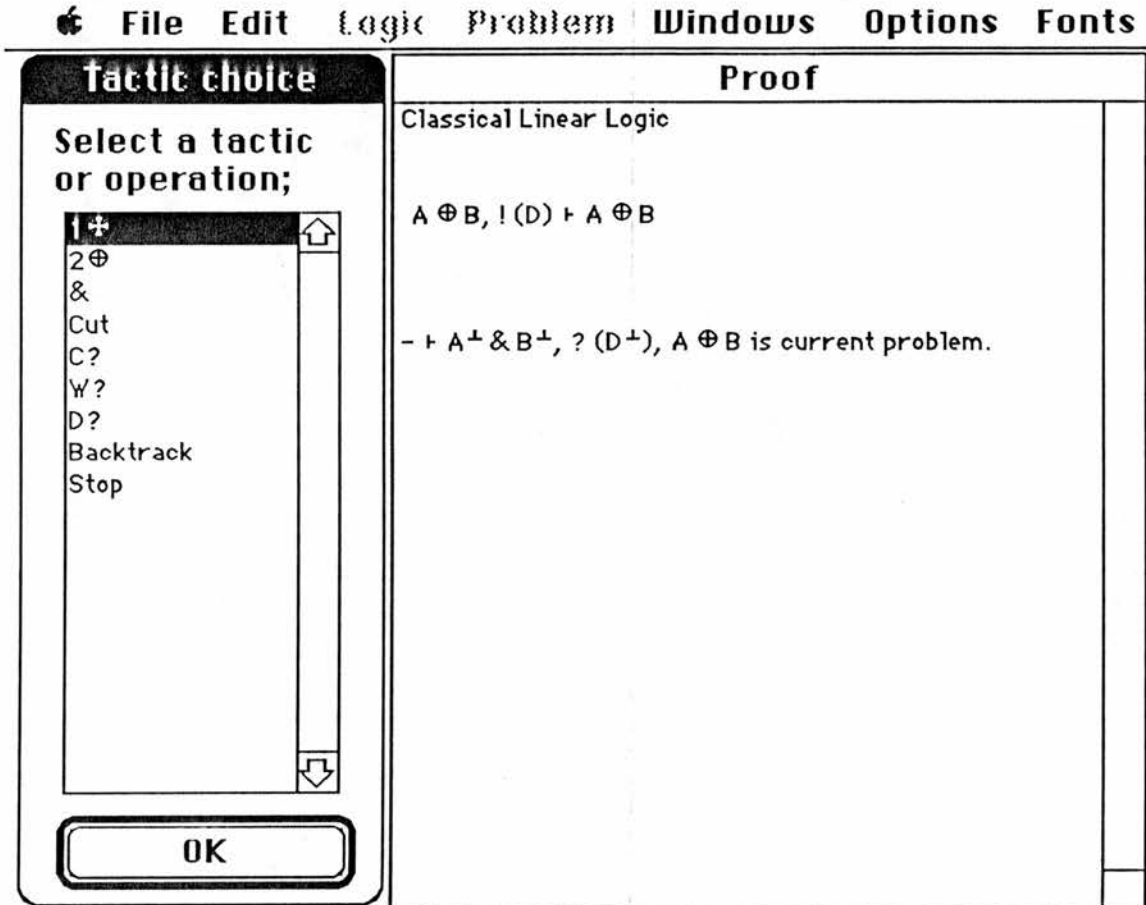 File Edit Logic Problem Windows Options Fonts
Tactic choice
Select a tactic
or operation;
1⊕
2⊕
&
Cut
C?
W?
D?
Backtrack
Stop
OK
Proof
Classical Linear Logic
A ⊕ B, ! (D) ⊢ A ⊕ B
- ⊢ A⊥ & B⊥, ? (D⊥), A ⊕ B is current problem.